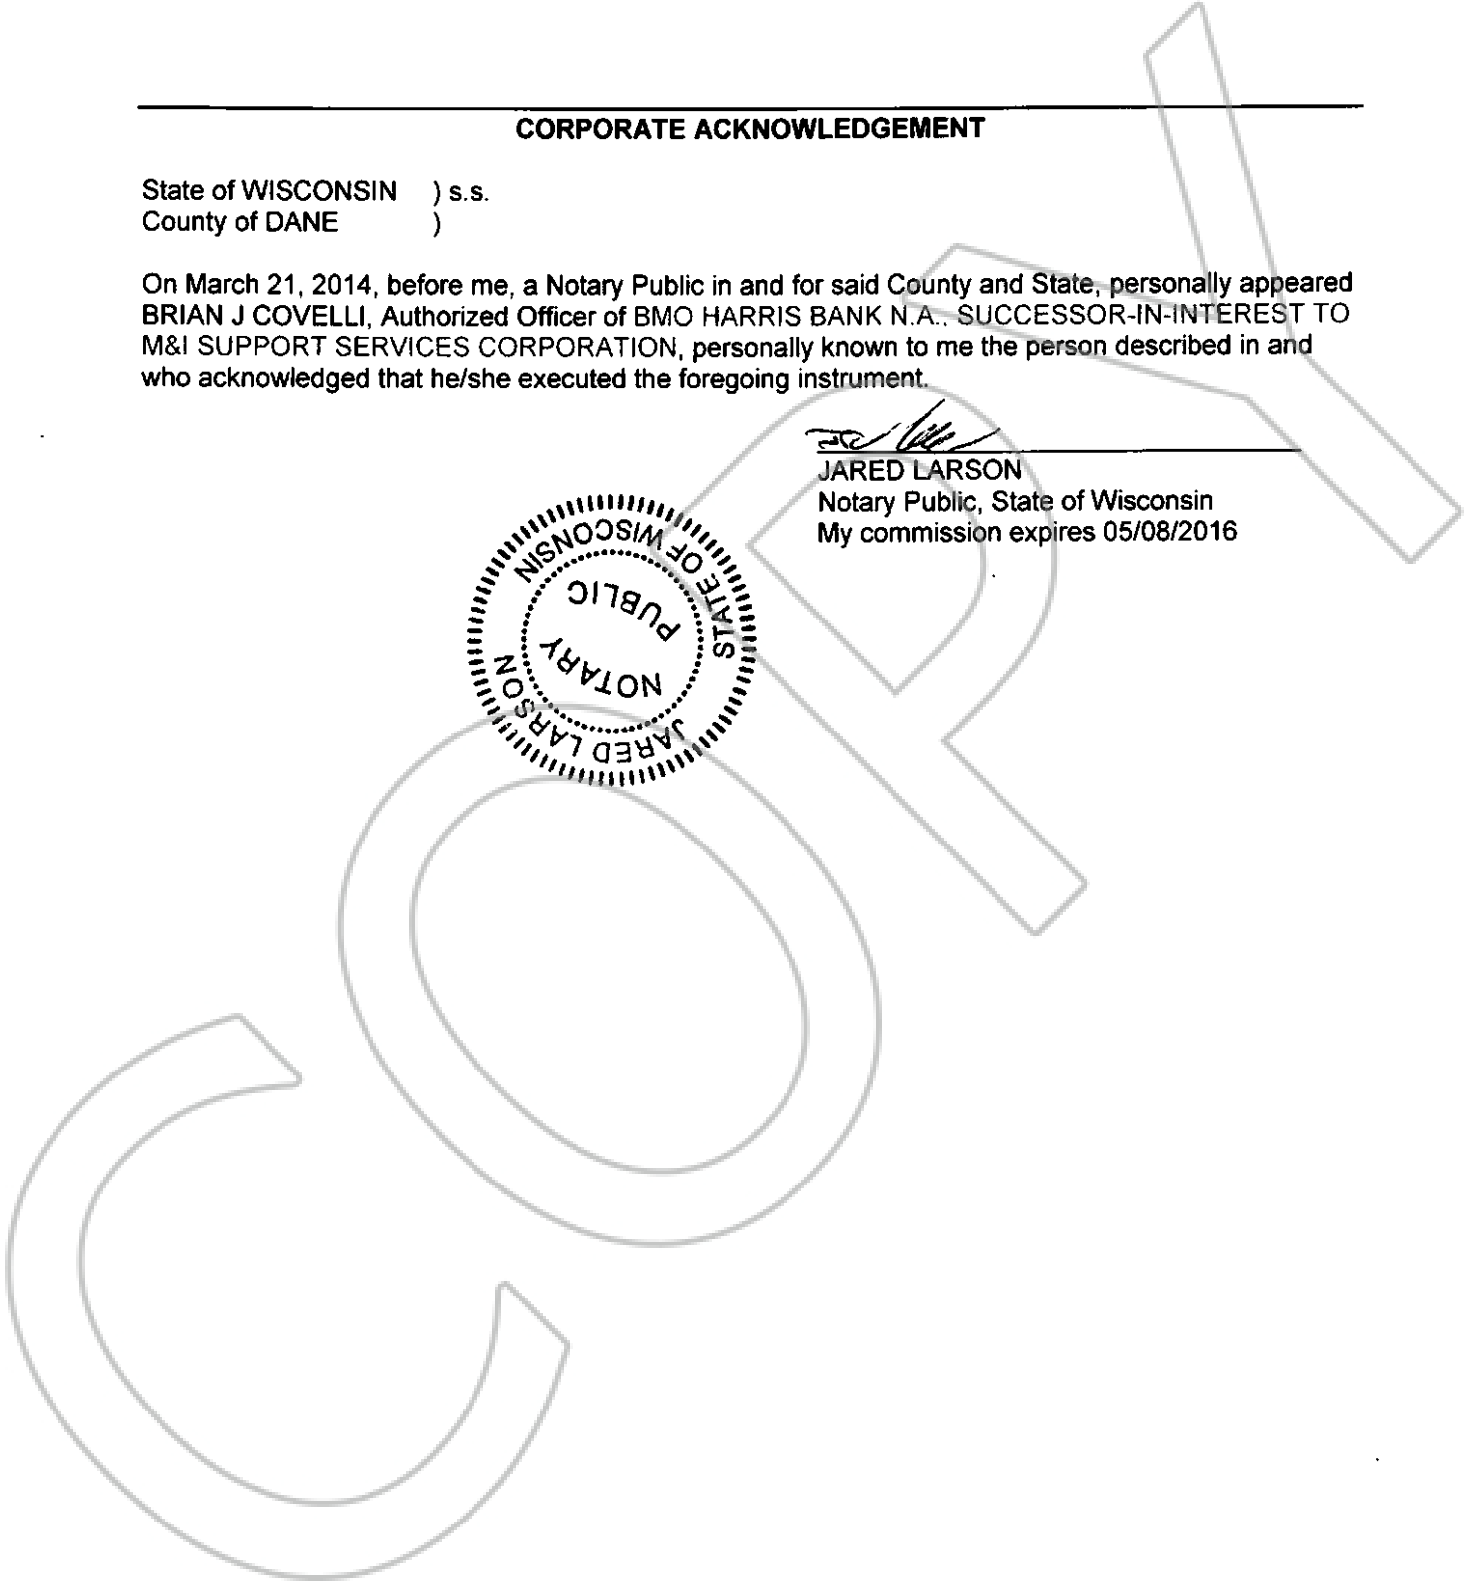 CORPORATE ACKNOWLEDGEMENT
State of WISCONSIN ) s.s.
County of DANE )
On March 21, 2014, before me, a Notary Public in and for said County and State, personally appeared
BRIAN J COVELLI, Authorized Officer of BMO HARRIS BANK N.A., SUCCESSOR-IN-INTEREST TO
M&I SUPPORT SERVICES CORPORATION, personally known to me the person described in and
who acknowledged that he/she executed the foregoing instrument.
JARED LARSON
Notary Public, State of Wisconsin
My commission expires 05/08/2016
JARED LARSON
NOTARY
PUBLIC
STATE OF WISCONSIN
COPY